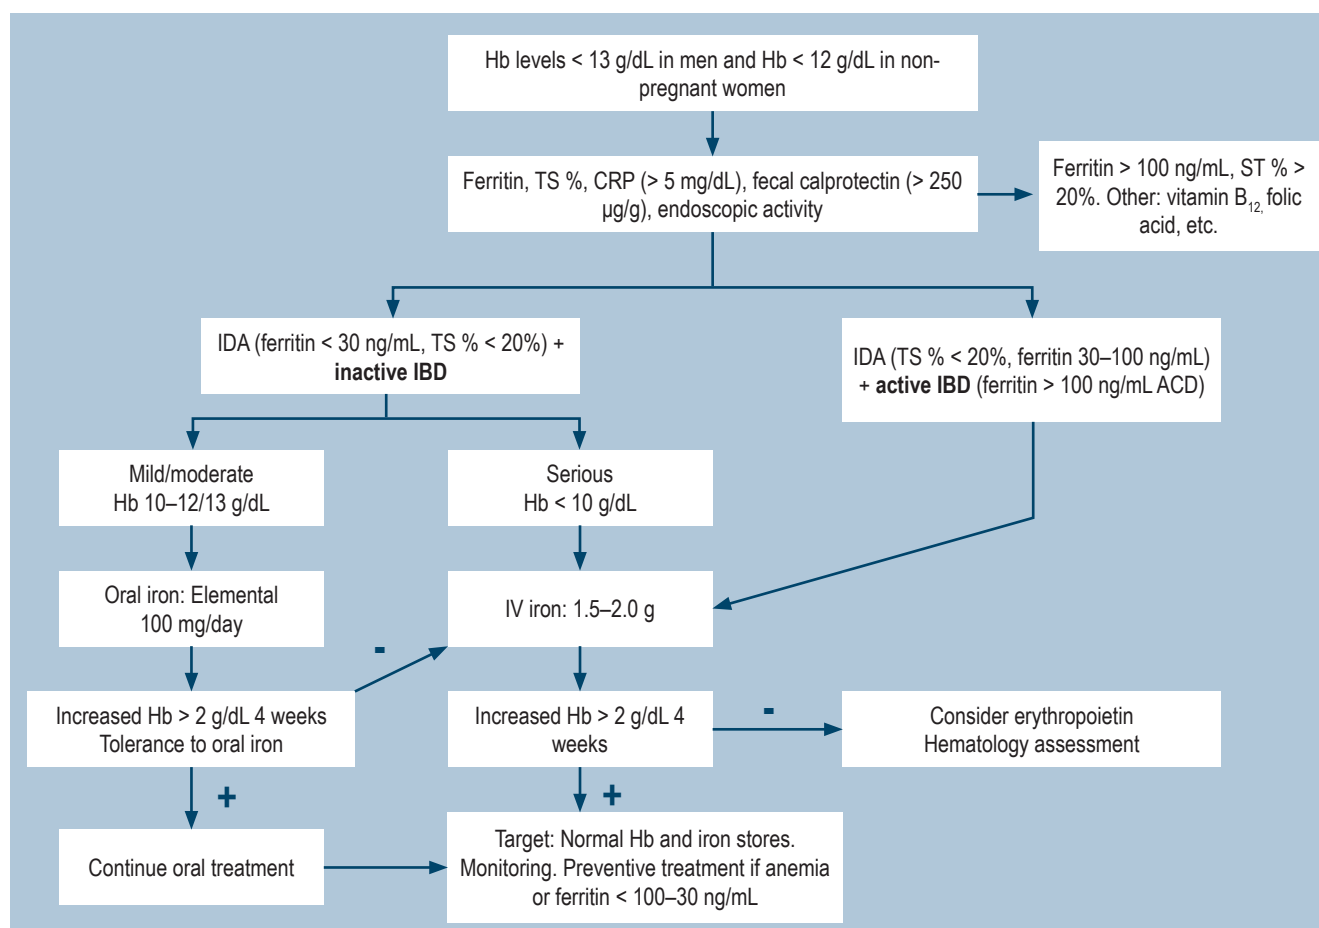 Hb levels < 13 g/dL in men and Hb < 12 g/dL in non-
pregnant women
Ferritin, TS %, CRP (> 5 mg/dL), fecal calprotectin (> 250
µg/g), endoscopic activity
Ferritin > 100 ng/mL, ST % >
20%. Other: vitamin B12, folic
acid, etc.
IDA (ferritin < 30 ng/mL, TS % < 20%) +
inactive IBD
IDA (TS % < 20%, ferritin 30–100 ng/mL)
+ active IBD (ferritin > 100 ng/mL ACD)
Mild/moderate
Hb 10–12/13 g/dL
Serious
Hb < 10 g/dL
Oral iron: Elemental
100 mg/day
IV iron: 1.5–2.0 g
-
Increased Hb > 2 g/dL 4 weeks
Tolerance to oral iron
Increased Hb > 2 g/dL 4
weeks
-
Consider erythropoietin
Hematology assessment
+
+
Continue oral treatment
Target: Normal Hb and iron stores.
Monitoring. Preventive treatment if anemia
or ferritin < 100–30 ng/mL